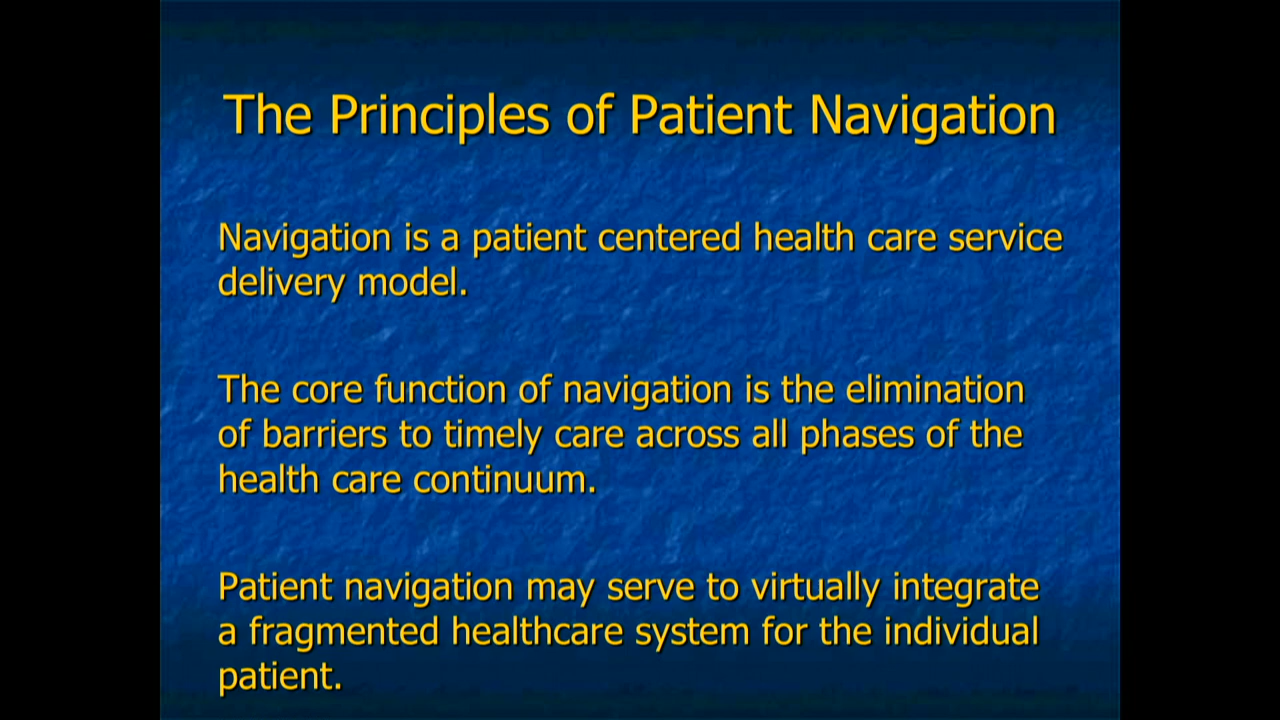 The Principles of Patient Navigation
Navigation is a patient centered health care service
delivery model.
The core function of navigation is the elimination
of barriers to timely care across all phases of the
health care continuum.
Patient navigation may serve to virtually integrate
a fragmented healthcare system for the individual
patient.